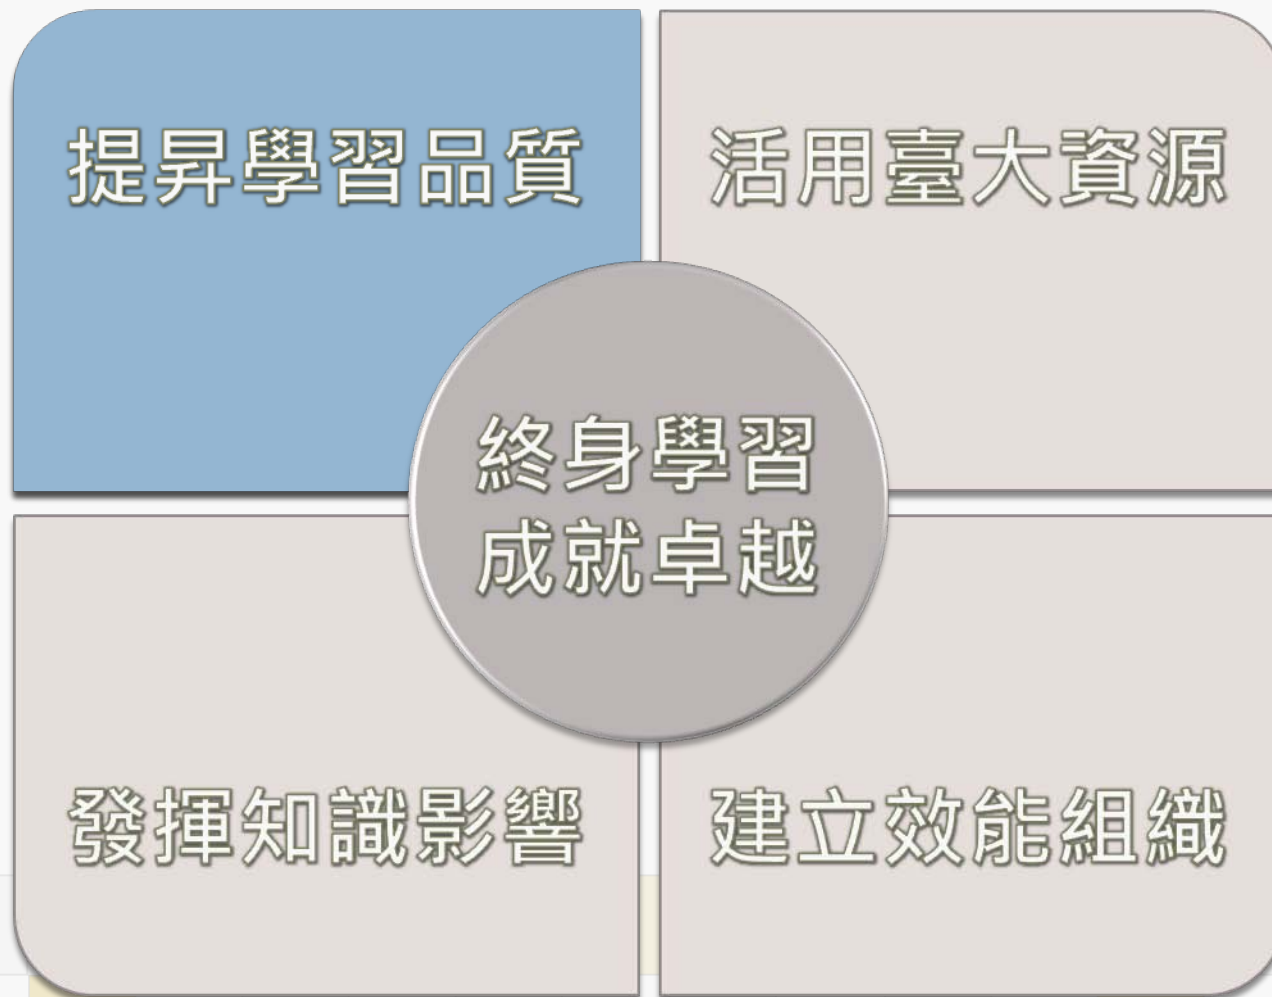 提昇學習品質
活用臺大資源
終身學習
成就卓越
發揮知識影響
建立效能組織